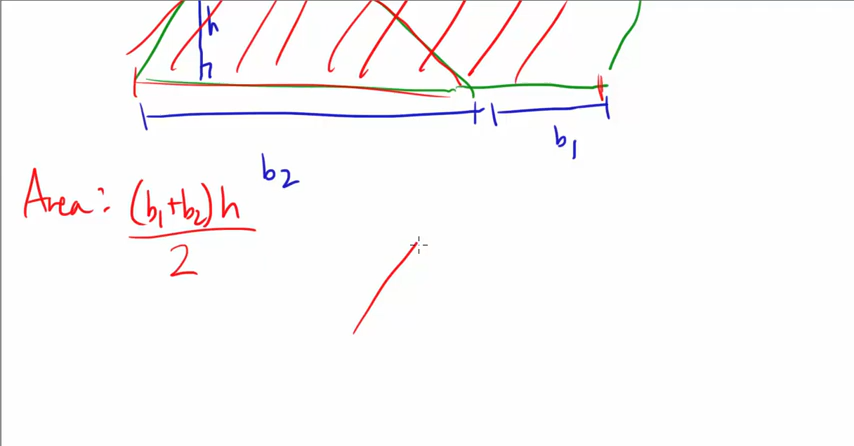 h
h
b₁
b₂
Area: (b₁+b₂)h
2